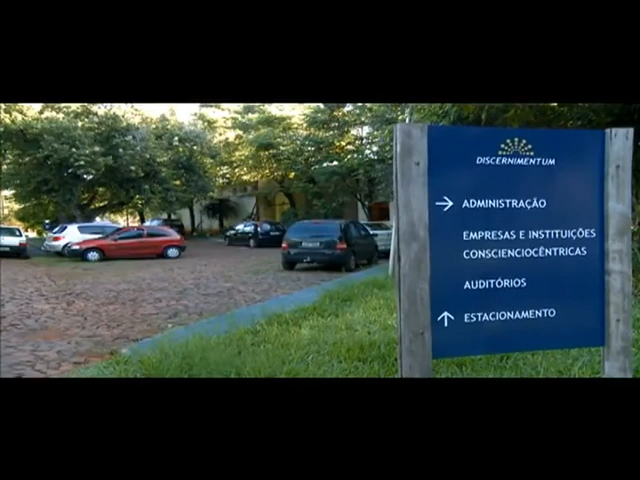 DISCERNIMENTUM
→ ADMINISTRAÇÃO
EMPRESAS E INSTITUIÇÕES
CONSCIENCIOCÊNTRICAS
AUDITÓRIOS
↑ ESTACIONAMENTO